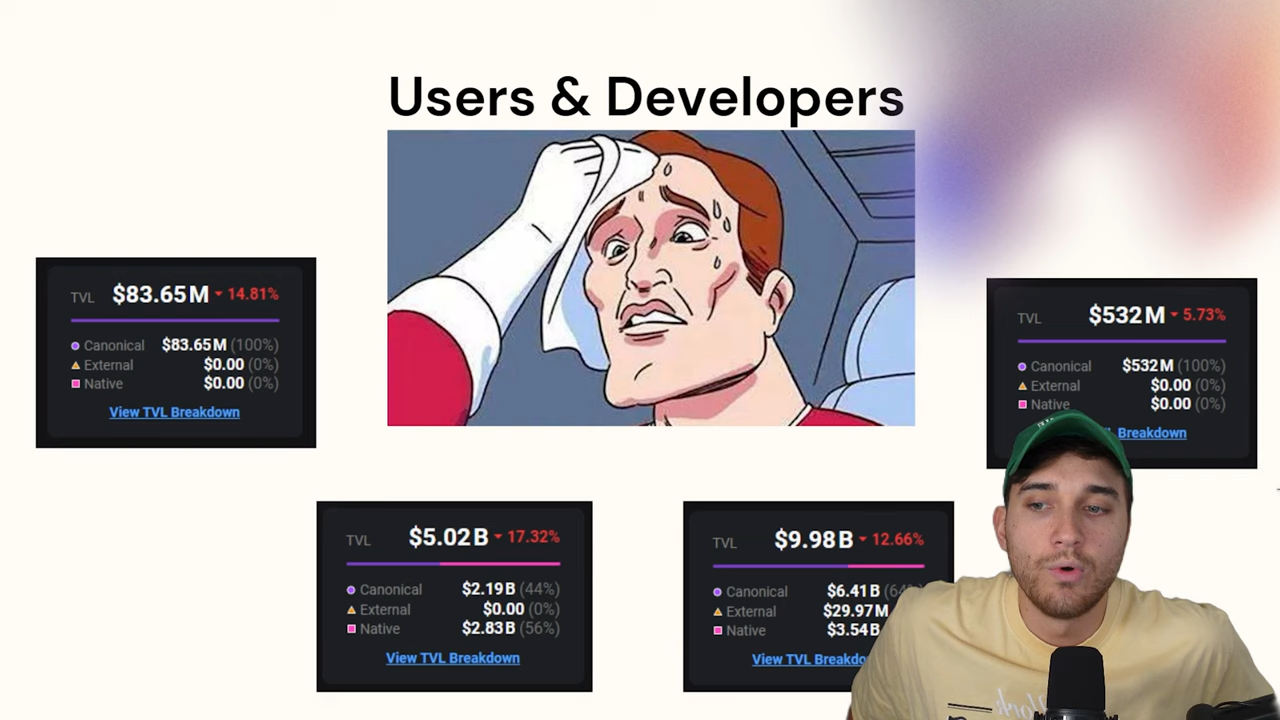 Users & Developers
TVL $83.65M 14.81%
Canonical $83.65M (100%)
External $0.00 (0%)
Native $0.00 (0%)
View TVL Breakdown
TVL $532M 5.73%
Canonical $532M (100%)
External $0.00 (0%)
Native $0.00 (0%)
Breakdown
TVL $5.02B 17.32%
Canonical $2.19B (44%)
External $0.00 (0%)
Native $2.83B (56%)
View TVL Breakdown
TVL $9.98B 12.66%
Canonical $6.41B
External $29.97M
Native $3.54B
View TVL